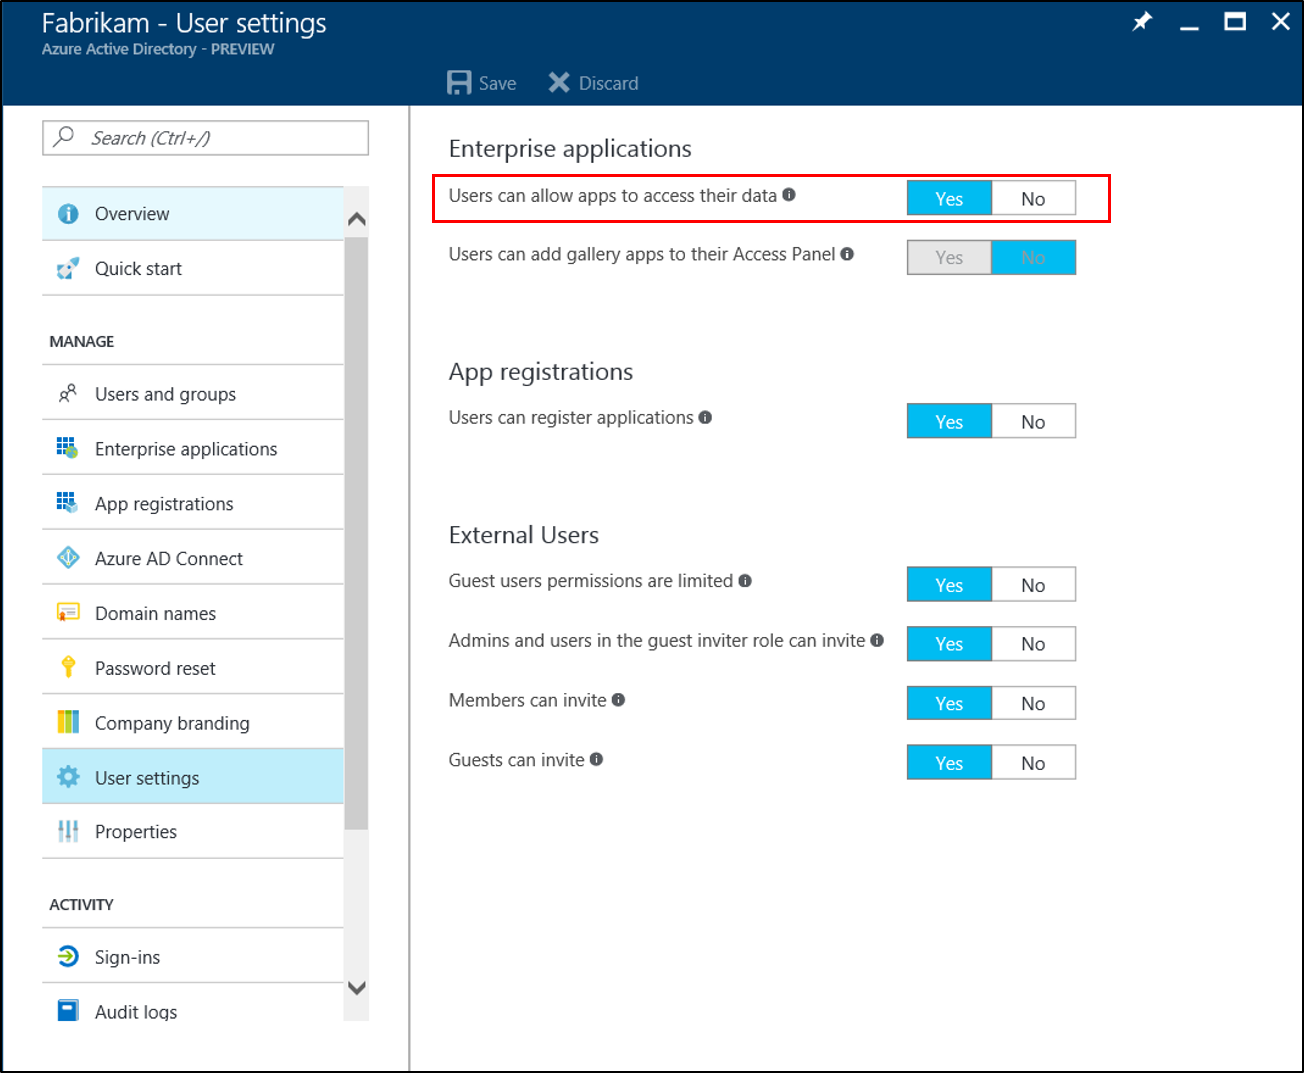 Fabrikam - User settings
Azure Active Directory - PREVIEW
Save
Discard
Search (Ctrl+/)
Overview
Quick start
MANAGE
Users and groups
Enterprise applications
App registrations
Azure AD Connect
Domain names
Password reset
Company branding
User settings
Properties
ACTIVITY
Sign-ins
Audit logs
Enterprise applications
Users can allow apps to access their data Yes No
Users can add gallery apps to their Access Panel Yes No
App registrations
Users can register applications Yes No
External Users
Guest users permissions are limited Yes No
Admins and users in the guest inviter role can invite Yes No
Members can invite Yes No
Guests can invite Yes No